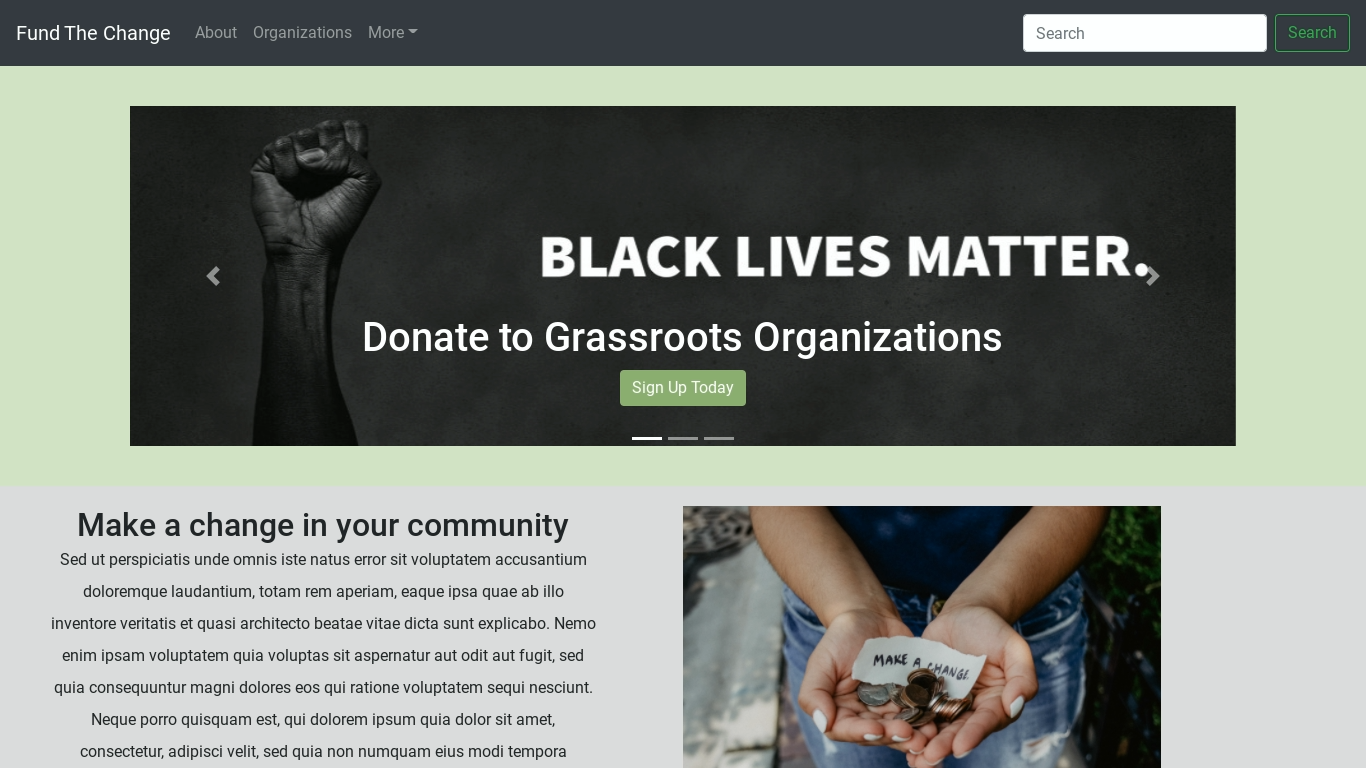 Fund The Change
About
Organizations
More
Search
Search
BLACK LIVES MATTER.
Donate to Grassroots Organizations
Sign Up Today
Make a change in your community
Sed ut perspiciatis unde omnis iste natus error sit voluptatem accusantium
doloremque laudantium, totam rem aperiam, eaque ipsa quae ab illo
inventore veritatis et quasi architecto beatae vitae dicta sunt explicabo. Nemo
enim ipsam voluptatem quia voluptas sit aspernatur aut odit aut fugit, sed
quia consequuntur magni dolores eos qui ratione voluptatem sequi nesciunt.
Neque porro quisquam est, qui dolorem ipsum quia dolor sit amet,
consectetur, adipisci velit, sed quia non numquam eius modi tempora
MAKE A CHANGE